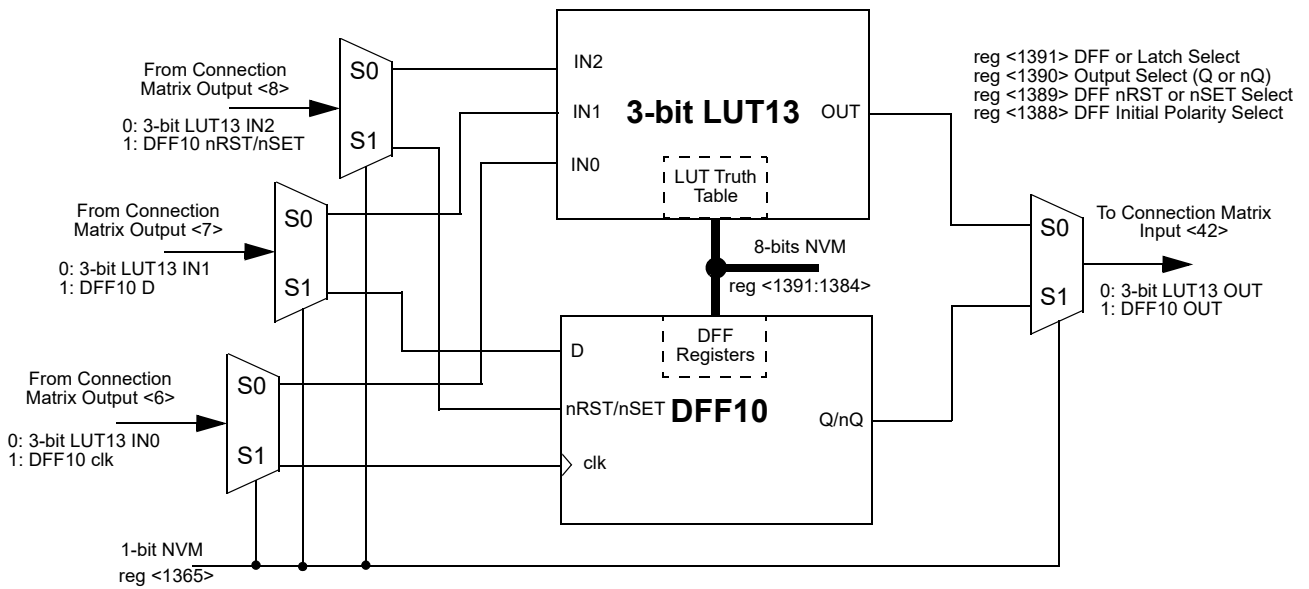 From Connection
Matrix Output <8>
0: 3-bit LUT13 IN2
1: DFF10 nRST/nSET
S0
S1
From Connection
Matrix Output <7>
0: 3-bit LUT13 IN1
1: DFF10 D
S0
S1
From Connection
Matrix Output <6>
0: 3-bit LUT13 IN0
1: DFF10 clk
S0
S1
1-bit NVM
reg <1365>
IN2
IN1
IN0
3-bit LUT13
OUT
LUT Truth
Table
8-bits NVM
reg <1391:1384>
DFF
Registers
D
nRST/nSET
DFF10
clk
Q/nQ
reg <1391> DFF or Latch Select
reg <1390> Output Select (Q or nQ)
reg <1389> DFF nRST or nSET Select
reg <1388> DFF Initial Polarity Select
S0
S1
To Connection Matrix
Input <42>
0: 3-bit LUT13 OUT
1: DFF10 OUT